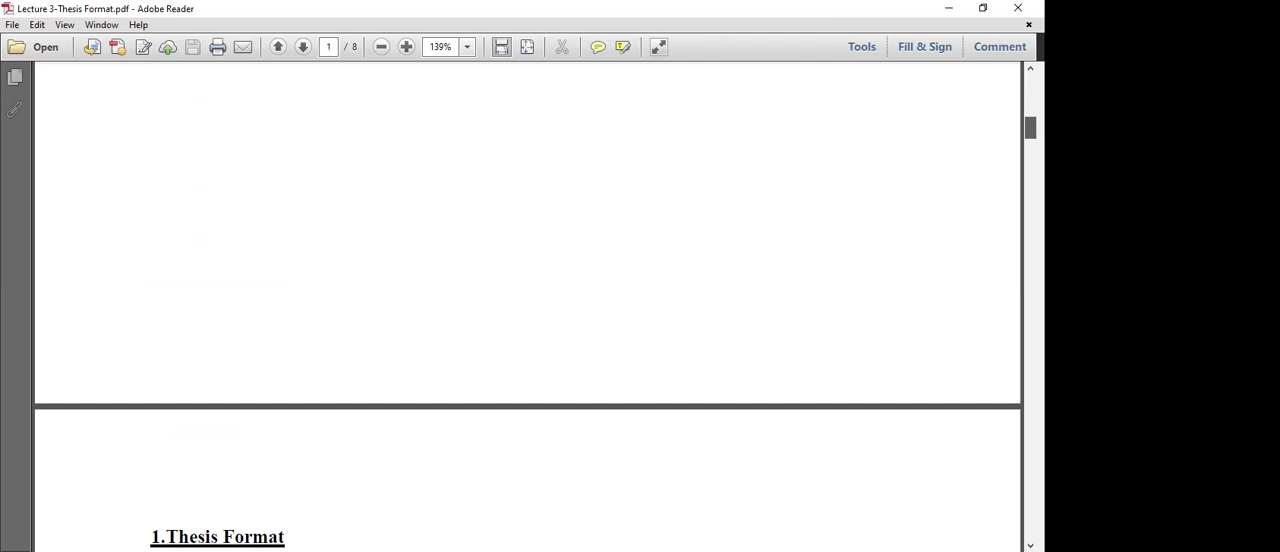 Lecture 3-Thesis Format.pdf - Adobe Reader
File Edit View Window Help
Open 1 / 8 139% Tools Fill & Sign Comment
1.Thesis Format